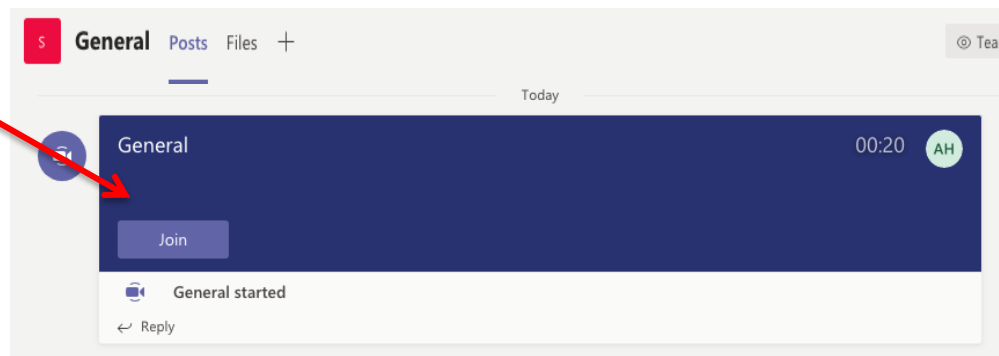 S General Posts Files + Tea
Today
General 00:20 AH
Join
General started
Reply